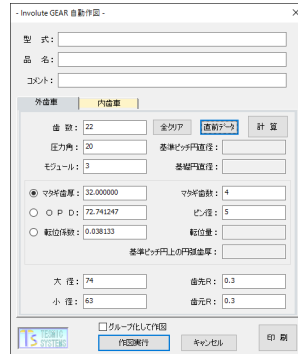 - Involute GEAR 自動作図 -
型 式:
品 名:
コメント:
外歯車 内歯車
歯 数: 22 全クリア 直前データ 計 算
圧力角: 20 基準ピッチ円直径:
モジュール: 3 基礎円直径:
マタギ歯厚: 32.000000 マタギ歯数: 4
O P D: 72.741247 ピン径: 5
転位係数: 0.038133 転位量:
基準ピッチ円上の円弧歯厚:
大 径: 74 歯先R: 0.3
小 径: 63 歯元R: 0.3
TS TECNIC SYSTEMS
グループ化して作図
作図実行 キャンセル 印 刷